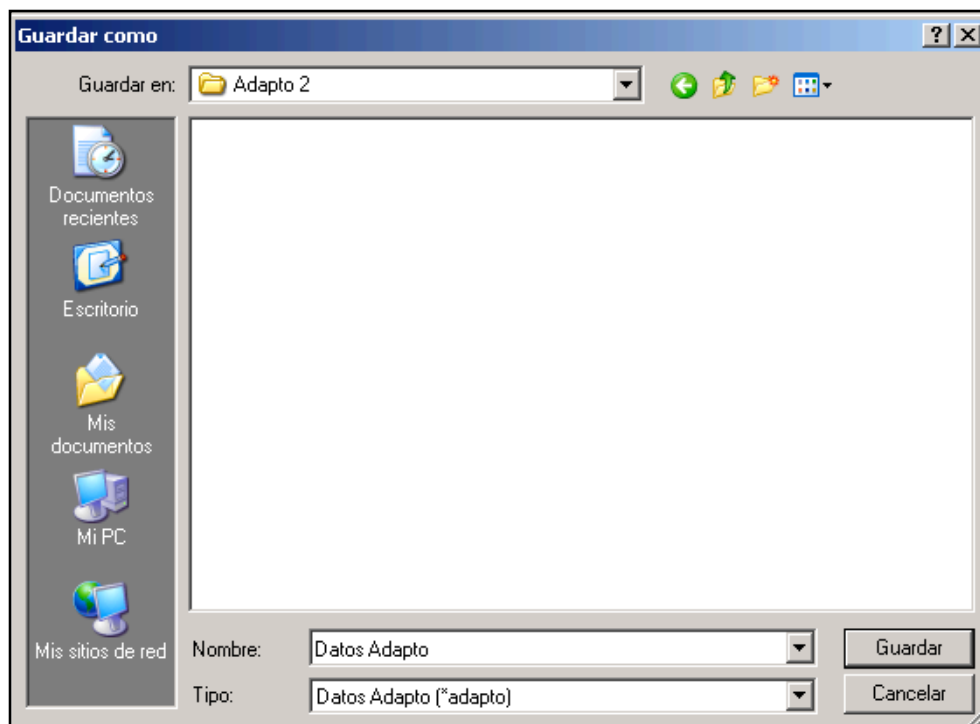 Guardar como
Guardar en:
Adapto 2
Documentos
recientes
Escritorio
Mis
documentos
Mi PC
Mis sitios de red
Nombre:
Datos Adapto
Guardar
Tipo:
Datos Adapto (*adapto)
Cancelar